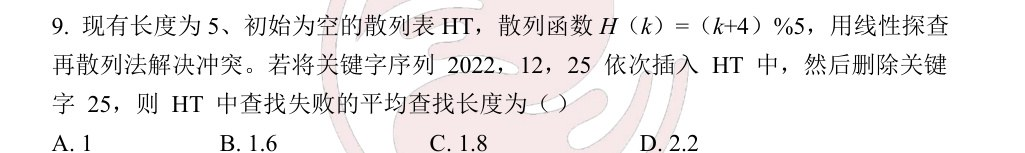 9. 现有长度为 5、初始为空的散列表 HT，散列函数 H（k）=（k+4）%5，用线性探查
再散列法解决冲突。若将关键字序列 2022，12，25 依次插入 HT 中，然后删除关键
字 25，则 HT 中查找失败的平均查找长度为（）
A. 1 B. 1.6 C. 1.8 D. 2.2